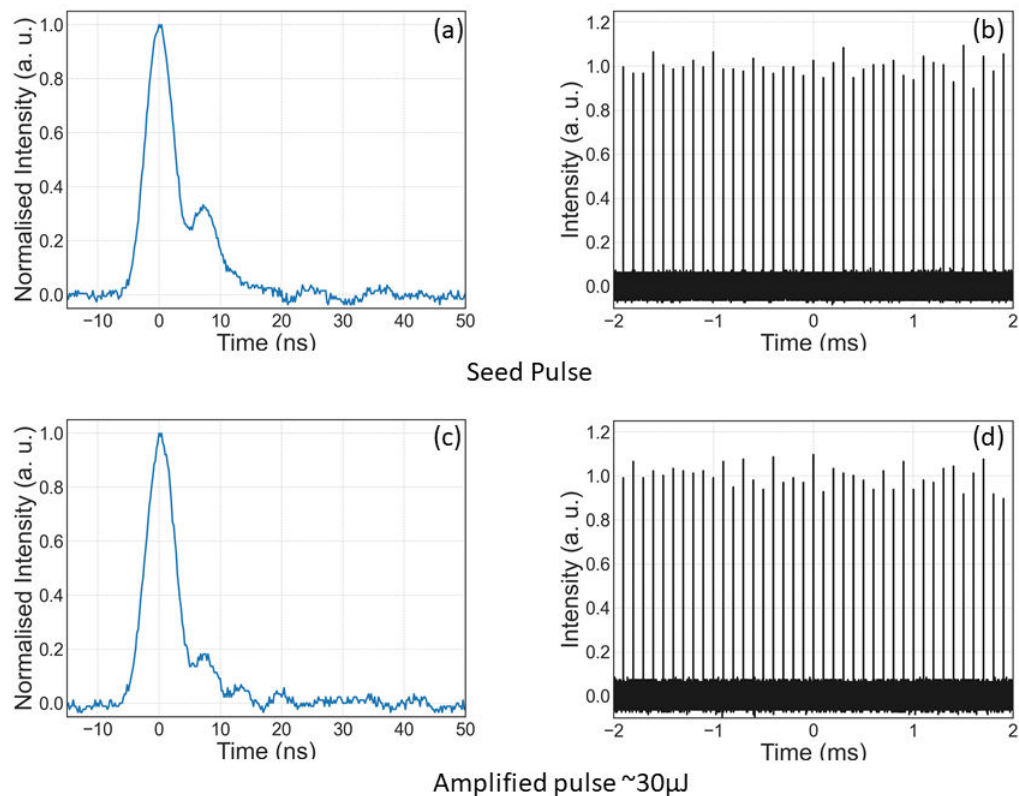 (a)
Normalised Intensity (a. u.)
1.0
0.8
0.6
0.4
0.2
0.0
−10 0 10 20 30 40 50
Time (ns)
(b)
Intensity (a. u.)
1.2
1.0
0.8
0.6
0.4
0.2
0.0
−2 −1 0 1 2
Time (ms)
Seed Pulse
(c)
Normalised Intensity (a. u.)
1.0
0.8
0.6
0.4
0.2
0.0
−10 0 10 20 30 40 50
Time (ns)
(d)
Intensity (a. u.)
1.2
1.0
0.8
0.6
0.4
0.2
0.0
−2 −1 0 1 2
Time (ms)
Amplified pulse ~30µJ